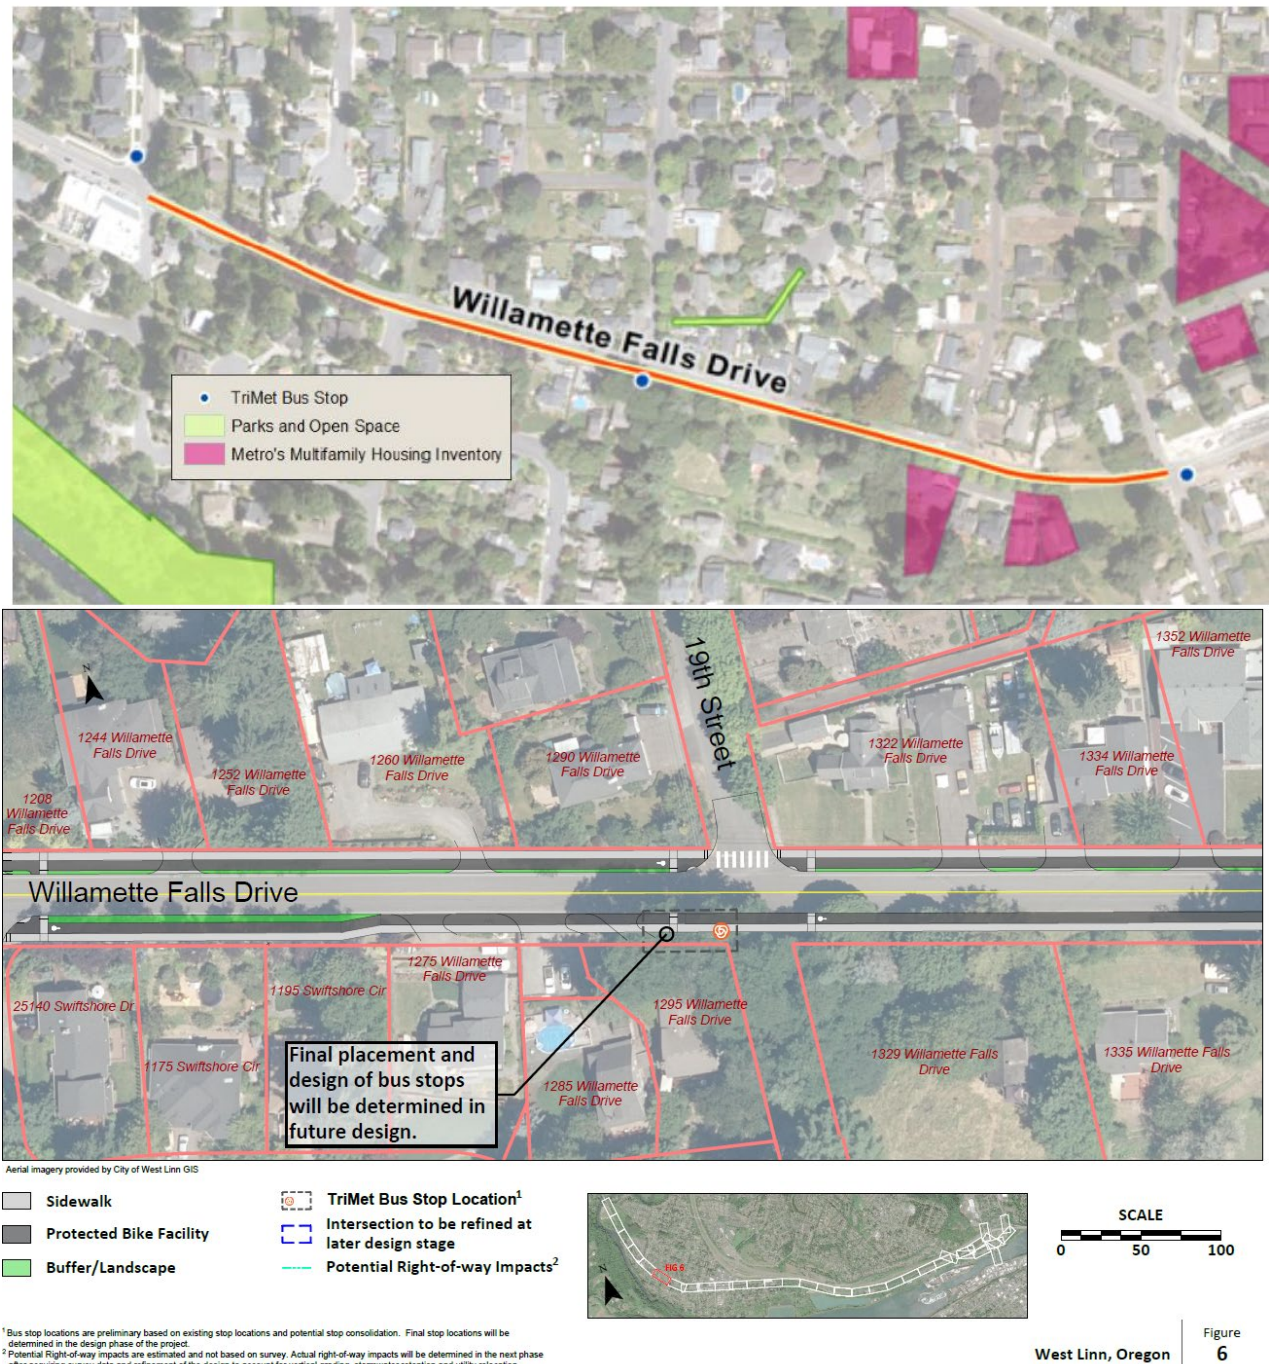 Willamette Falls Drive
TriMet Bus Stop
Parks and Open Space
Metro's Multifamily Housing Inventory
19th Street
1352 Willamette
Falls Drive
N
1244 Willamette
Falls Drive
1252 Willamette
Falls Drive
1260 Willamette
Falls Drive
1290 Willamette
Falls Drive
1322 Willamette
Falls Drive
1334 Willamette
Falls Drive
1208
Willamette
Falls Drive
Willamette Falls Drive
25140 Swiftshore Dr
1175 Swiftshore Cir
1195 Swiftshore Cir
1275 Willamette
Falls Drive
1285 Willamette
Falls Drive
1295 Willamette
Falls Drive
1329 Willamette Falls
Drive
1335 Willamette Falls
Drive
Final placement and
design of bus stops
will be determined in
future design.
Aerial imagery provided by City of West Linn GIS
Sidewalk
Protected Bike Facility
Buffer/Landscape
TriMet Bus Stop Location¹
Intersection to be refined at
later design stage
Potential Right-of-way Impacts²
FIG 6
N
SCALE
0 50 100
¹ Bus stop locations are preliminary based on existing stop locations and potential stop consolidation. Final stop locations will be
determined in the design phase of the project.
² Potential Right-of-way impacts are estimated and not based on survey. Actual right-of-way impacts will be determined in the next phase
West Linn, Oregon
Figure
6